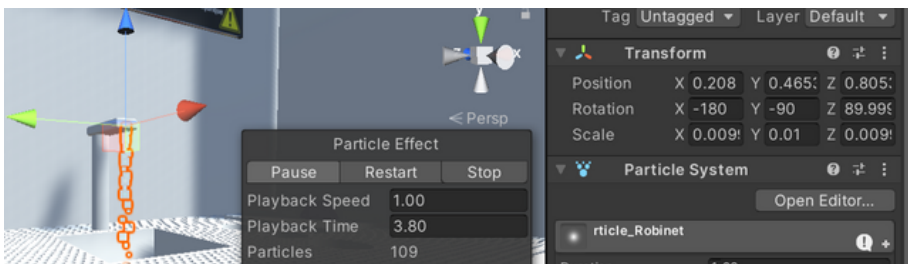 Tag Untagged Layer Default
y
x
Persp
Transform
Position X 0.208 Y 0.465 Z 0.805
Rotation X -180 Y -90 Z 89.999
Scale X 0.009 Y 0.01 Z 0.009
Particle System
Open Editor...
rticle_Robinet
Particle Effect
Pause Restart Stop
Playback Speed 1.00
Playback Time 3.80
Particles 109